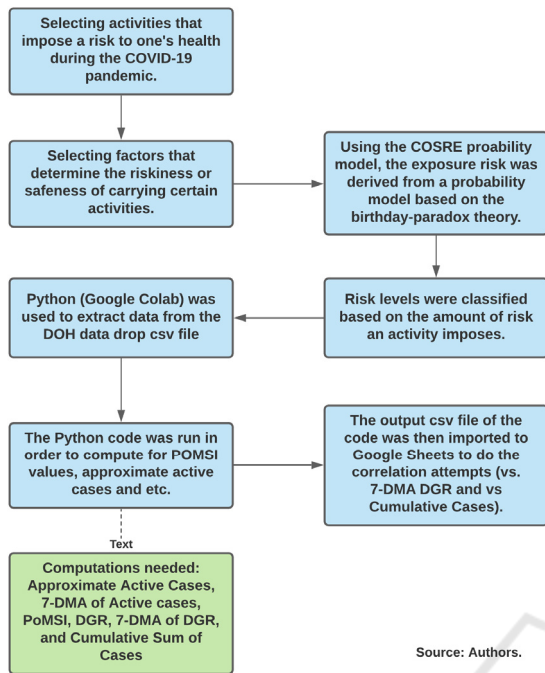 Selecting activities that
impose a risk to one's health
during the COVID-19
pandemic.
Selecting factors that
determine the riskiness or
safeness of carrying certain
activities.
Using the COSRE proability
model, the exposure risk was
derived from a probability
model based on the
birthday-paradox theory.
Risk levels were classified
based on the amount of risk
an activity imposes.
Python (Google Colab) was
used to extract data from the
DOH data drop csv file
The Python code was run in
order to compute for POMSI
values, approximate active
cases and etc.
The output csv file of the
code was then imported to
Google Sheets to do the
correlation attempts (vs.
7-DMA DGR and vs
Cumulative Cases).
Text
Computations needed:
Approximate Active Cases,
7-DMA of Active cases,
PoMSI, DGR, 7-DMA of DGR,
and Cumulative Sum of
Cases
Source: Authors.